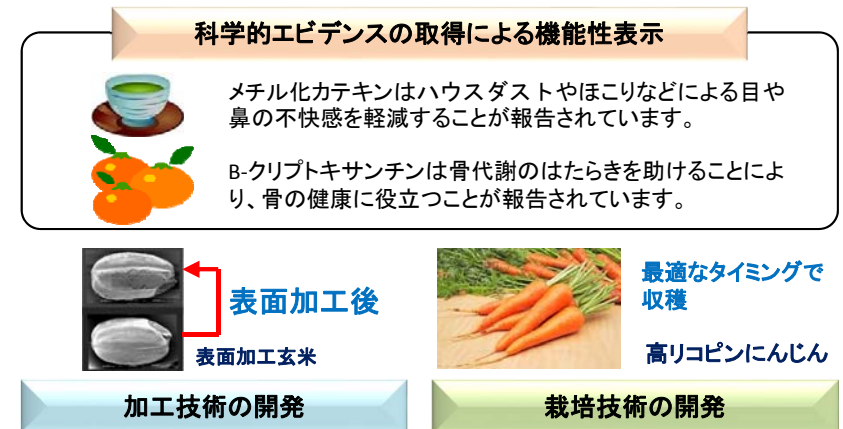 科学的エビデンスの取得による機能性表示
メチル化カテキンはハウスダストやほこりなどによる目や
鼻の不快感を軽減することが報告されています。
B-クリプトキサンチンは骨代謝のはたらきを助けることによ
り、骨の健康に役立つことが報告されています。
表面加工後
表面加工玄米
最適なタイミングで
収穫
高リコピンにんじん
加工技術の開発
栽培技術の開発